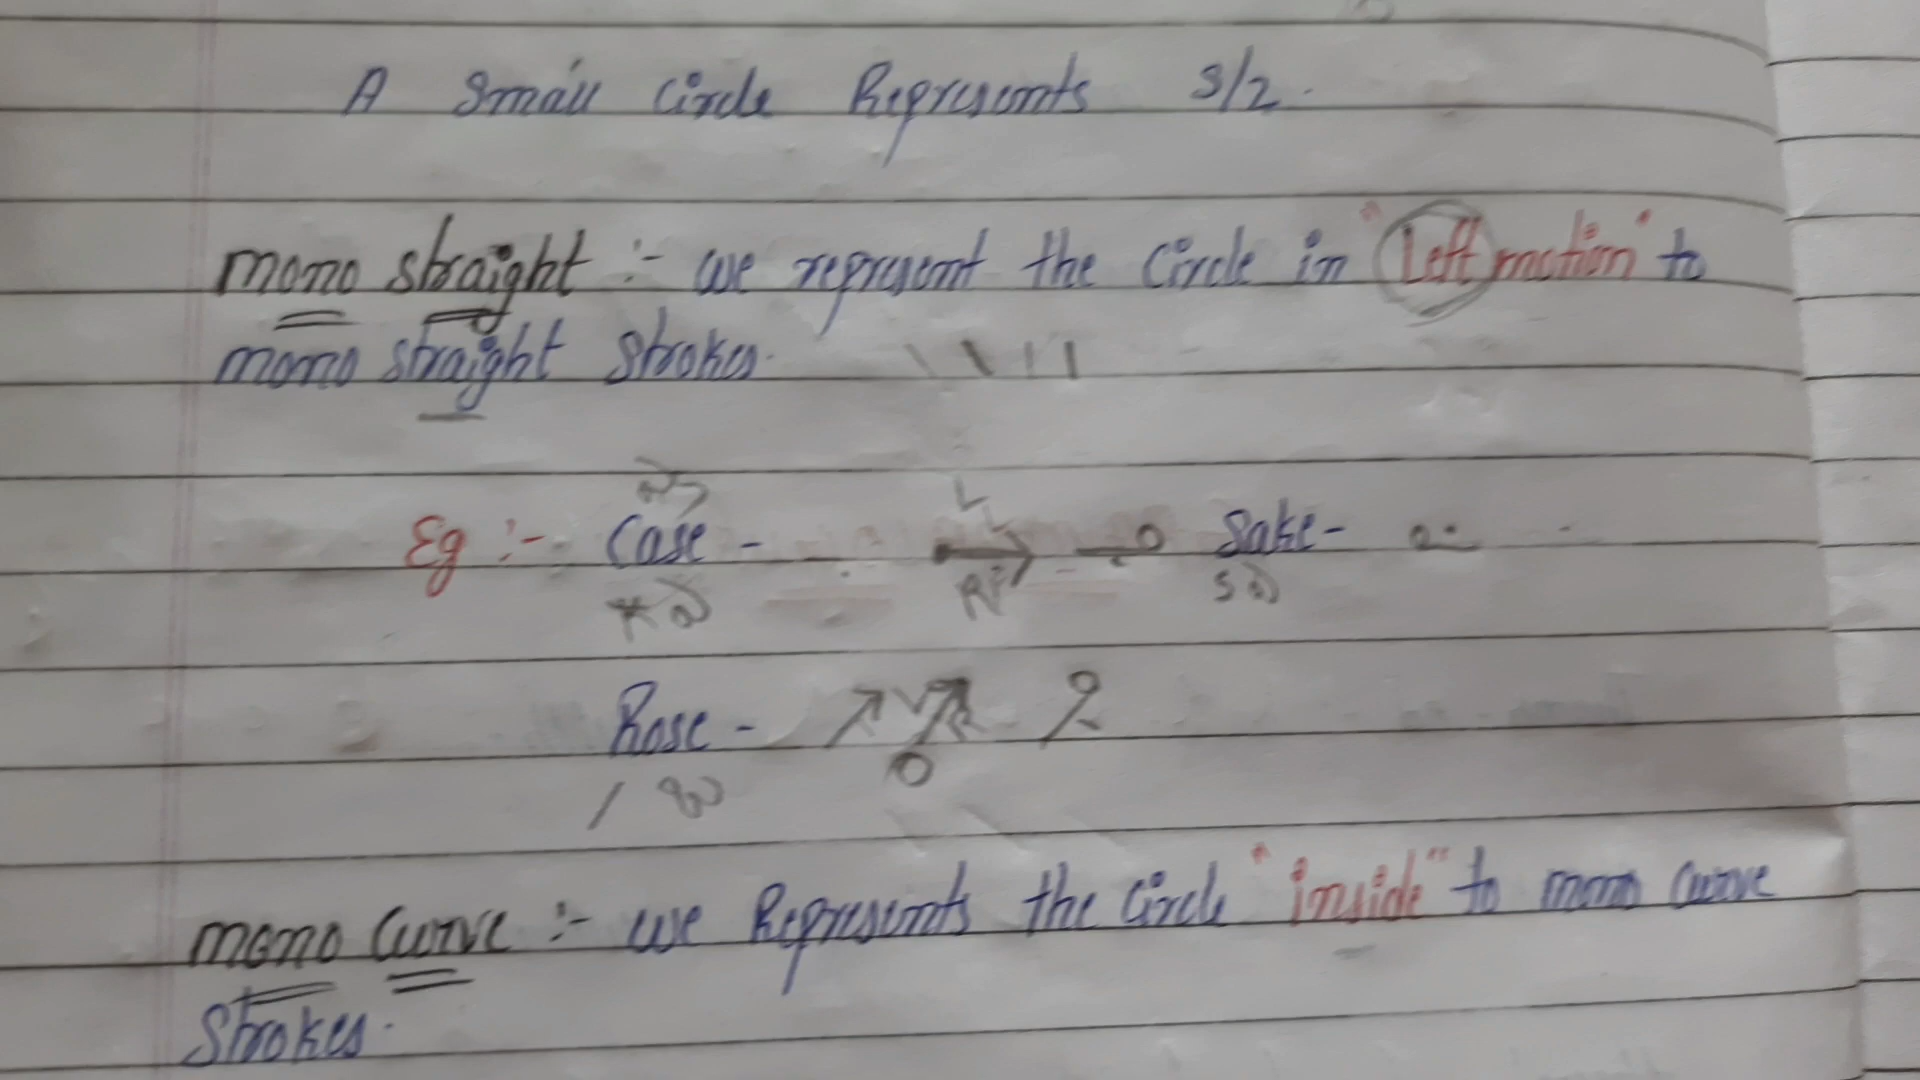 A small Circle Represents S/Z.
mono straight :- we represent the Circle in "Left motion" to
mono straight strokes.
Eg :- Case - Sake -
Rose -
mono Curve :- we Represents the Circle "inside" to mono Curve
Strokes.